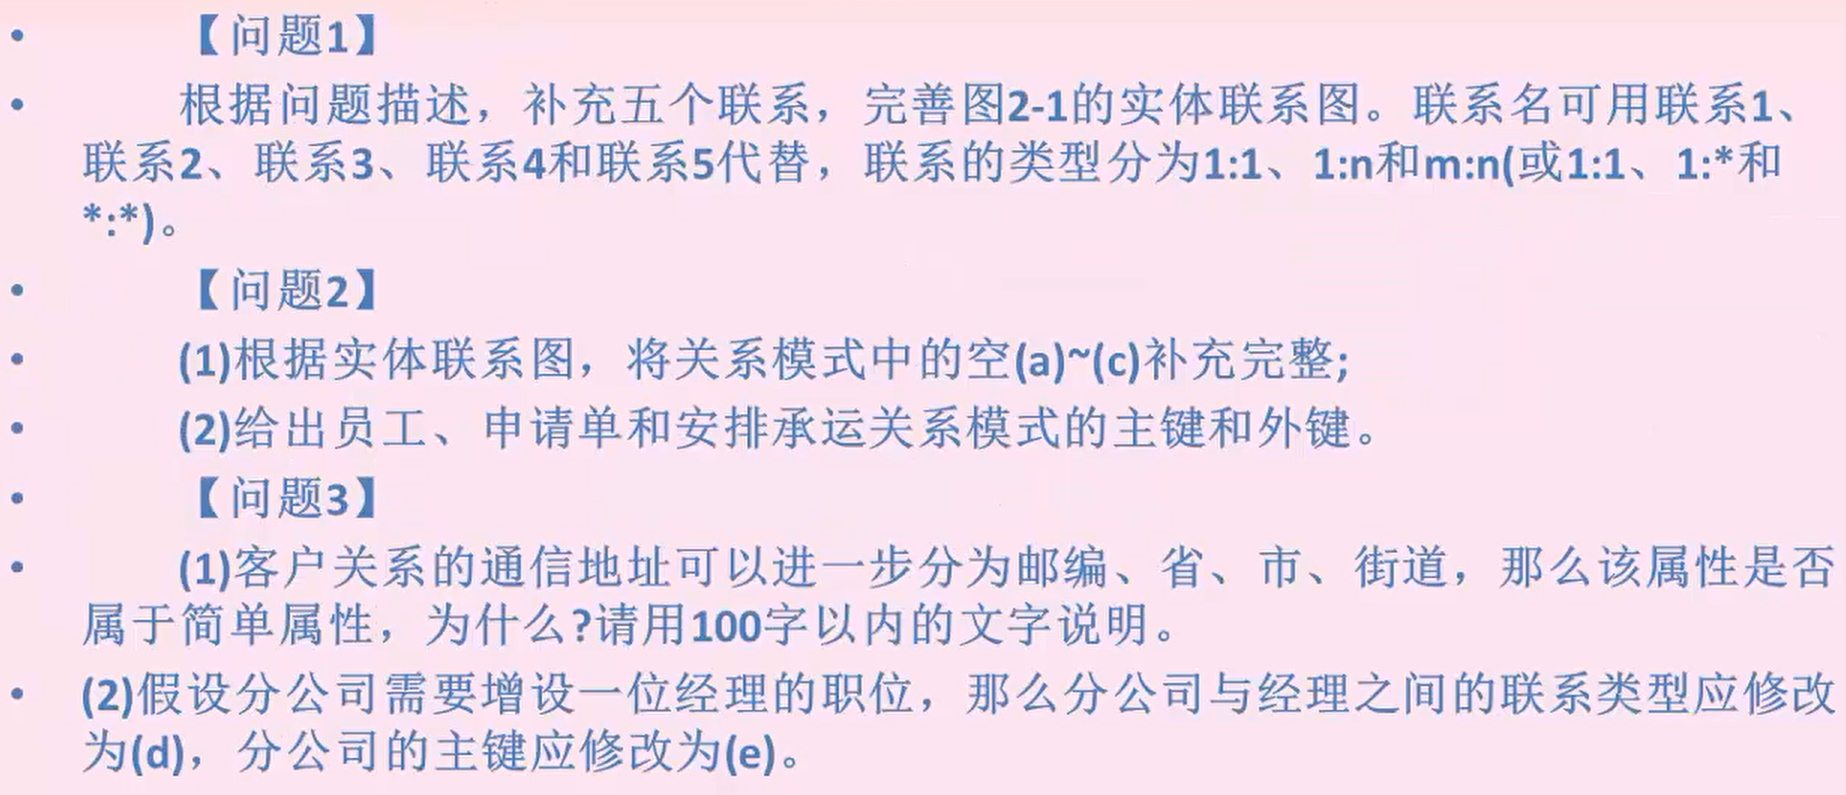 • 【问题1】
• 根据问题描述，补充五个联系，完善图2-1的实体联系图。联系名可用联系1、
联系2、联系3、联系4和联系5代替，联系的类型分为1:1、1:n和m:n(或1:1、1:*和
*:*)。
• 【问题2】
• (1)根据实体联系图，将关系模式中的空(a)~(c)补充完整;
• (2)给出员工、申请单和安排承运关系模式的主键和外键。
• 【问题3】
• (1)客户关系的通信地址可以进一步分为邮编、省、市、街道，那么该属性是否
属于简单属性，为什么?请用100字以内的文字说明。
• (2)假设分公司需要增设一位经理的职位，那么分公司与经理之间的联系类型应修改
为(d)，分公司的主键应修改为(e)。